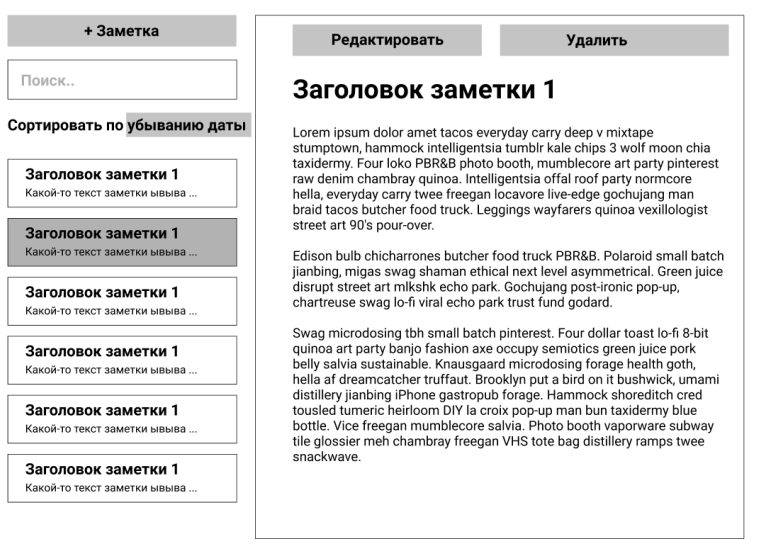 + Заметка
Поиск..
Сортировать по убыванию даты
Заголовок заметки 1
Какой-то текст заметки ывыва ...
Заголовок заметки 1
Какой-то текст заметки ывыва ...
Заголовок заметки 1
Какой-то текст заметки ывыва ...
Заголовок заметки 1
Какой-то текст заметки ывыва ...
Заголовок заметки 1
Какой-то текст заметки ывыва ...
Заголовок заметки 1
Какой-то текст заметки ывыва ...
Редактировать
Удалить
Заголовок заметки 1
Lorem ipsum dolor amet tacos everyday carry deep v mixtape
stumptown, hammock intelligentsia tumblr kale chips 3 wolf moon chia
taxidermy. Four loko PBR&B photo booth, mumblecore art party pinterest
raw denim chambray quinoa. Intelligentsia offal roof party normcore
hella, everyday carry twee freegan locavore live-edge gochujang man
braid tacos butcher food truck. Leggings wayfarers quinoa vexillologist
street art 90's pour-over.
Edison bulb chicharrones butcher food truck PBR&B. Polaroid small batch
jianbing, migas swag shaman ethical next level asymmetrical. Green juice
disrupt street art mlkshk echo park. Gochujang post-ironic pop-up,
chartreuse swag lo-fi viral echo park trust fund godard.
Swag microdosing tbh small batch pinterest. Four dollar toast lo-fi 8-bit
quinoa art party banjo fashion axe occupy semiotics green juice pork
belly salvia sustainable. Knausgaard microdosing forage health goth,
hella af dreamcatcher truffaut. Brooklyn put a bird on it bushwick, umami
distillery jianbing iPhone gastropub forage. Hammock shoreditch cred
tousled tumeric heirloom DIY la croix pop-up man bun taxidermy blue
bottle. Vice freegan mumblecore salvia. Photo booth vaporware subway
tile glossier meh chambray freegan VHS tote bag distillery ramps twee
snackwave.